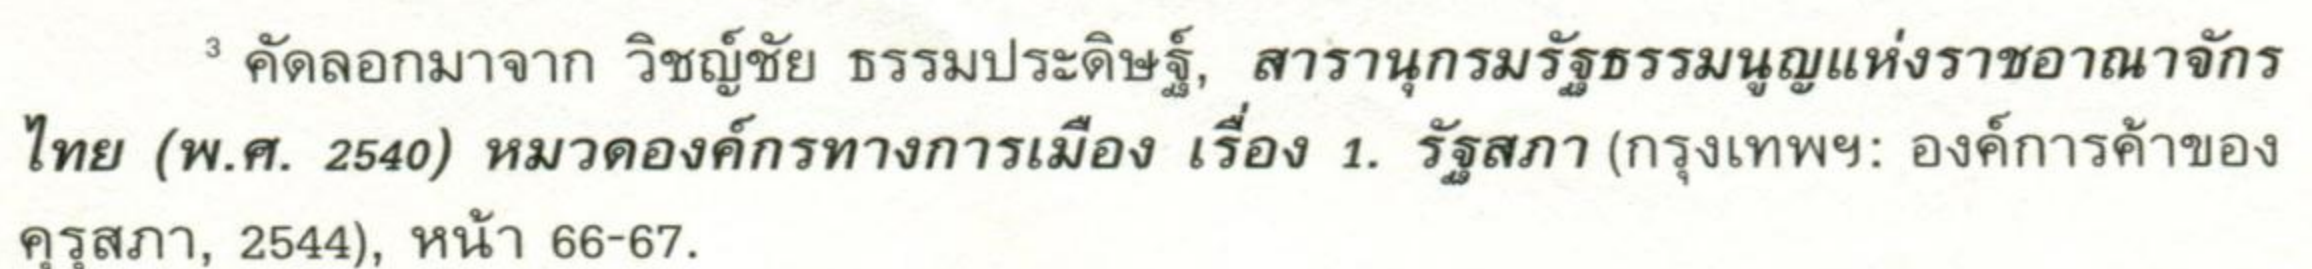 ³ คัดลอกมาจาก วิชญ์ชัย ธรรมประดิษฐ์, สารานุกรมรัฐธรรมนูญแห่งราชอาณาจักร
ไทย (พ.ศ. 2540) หมวดองค์กรทางการเมือง เรื่อง 1. รัฐสภา (กรุงเทพฯ: องค์การค้าของ
คุรุสภา, 2544), หน้า 66-67.